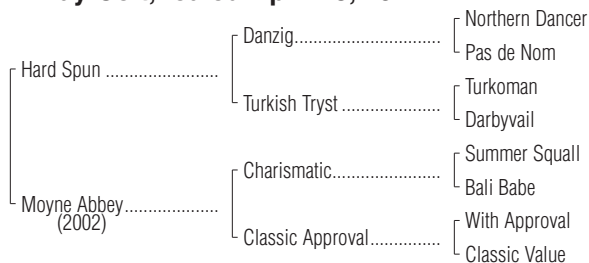 Northern Dancer
Danzig
Pas de Nom
Hard Spun
Turkoman
Turkish Tryst
Darbyvail
Summer Squall
Charismatic
Bali Babe
Moyne Abbey
(2002)
With Approval
Classic Approval
Classic Value